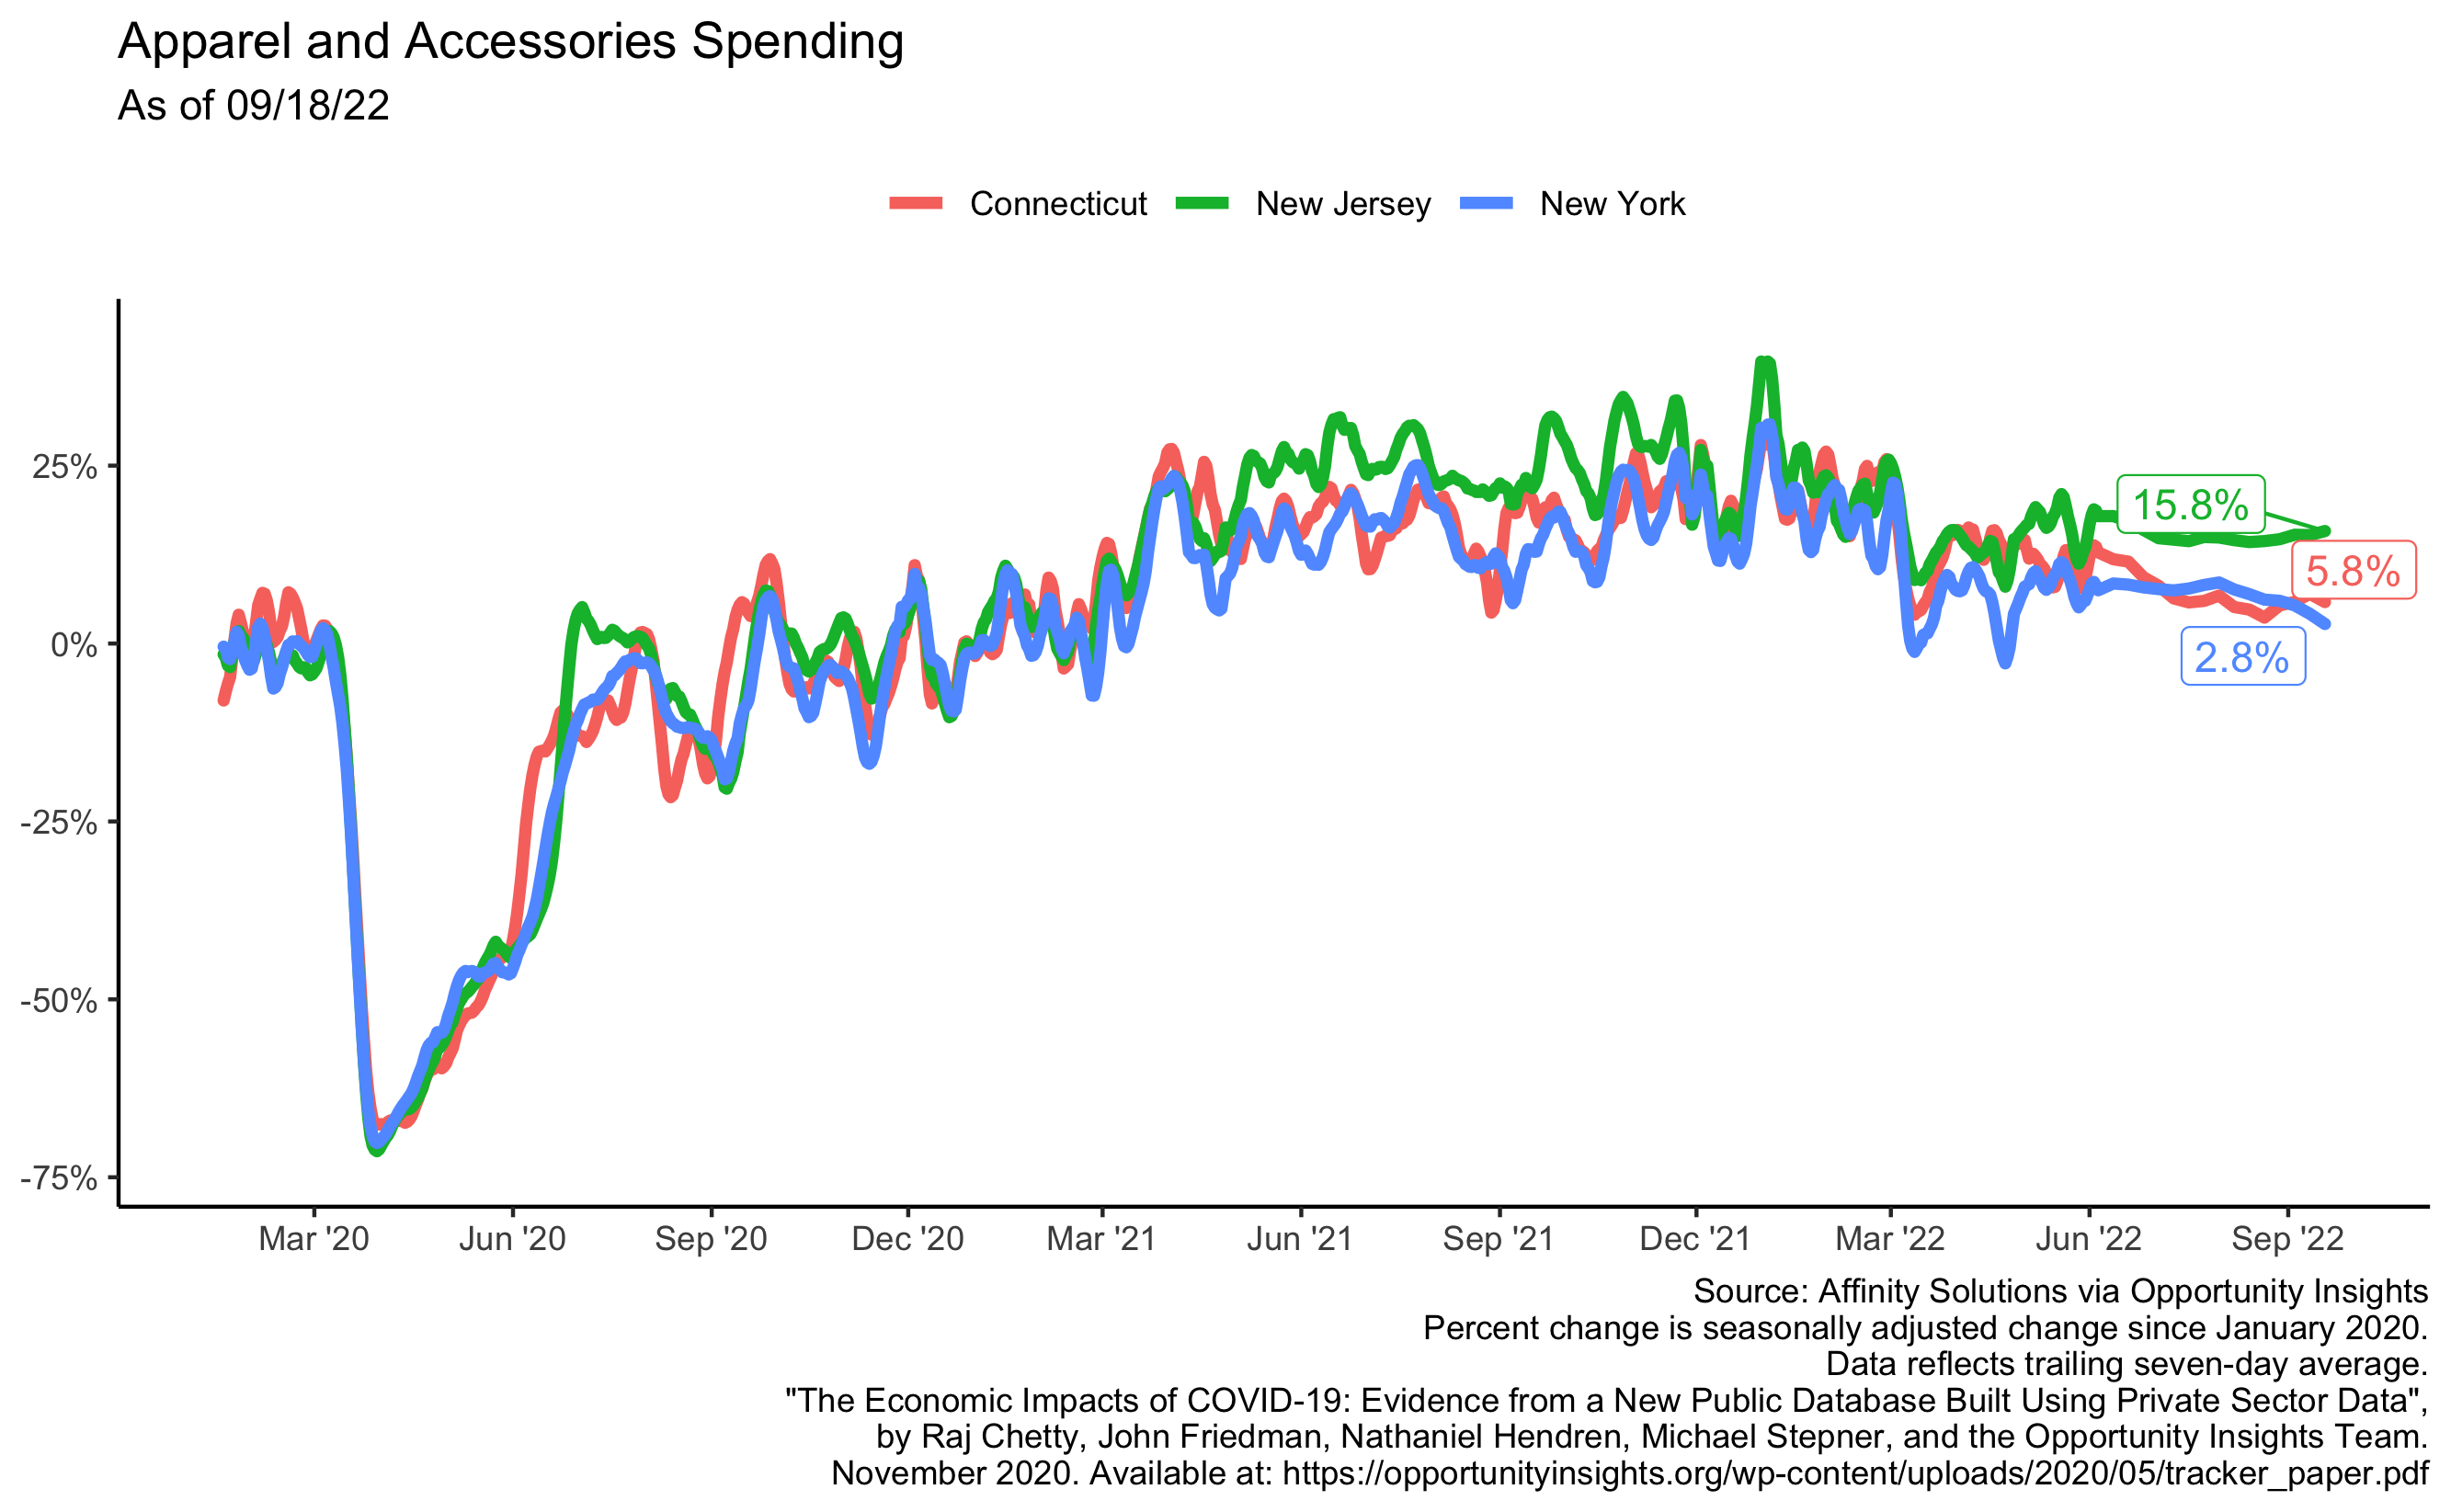 Apparel and Accessories Spending
As of 09/18/22
Connecticut New Jersey New York
25%
0%
-25%
-50%
-75%
15.8%
5.8%
2.8%
Mar '20 Jun '20 Sep '20 Dec '20 Mar '21 Jun '21 Sep '21 Dec '21 Mar '22 Jun '22 Sep '22
Source: Affinity Solutions via Opportunity Insights
Percent change is seasonally adjusted change since January 2020.
Data reflects trailing seven-day average.
"The Economic Impacts of COVID-19: Evidence from a New Public Database Built Using Private Sector Data",
by Raj Chetty, John Friedman, Nathaniel Hendren, Michael Stepner, and the Opportunity Insights Team.
November 2020. Available at: https://opportunityinsights.org/wp-content/uploads/2020/05/tracker_paper.pdf